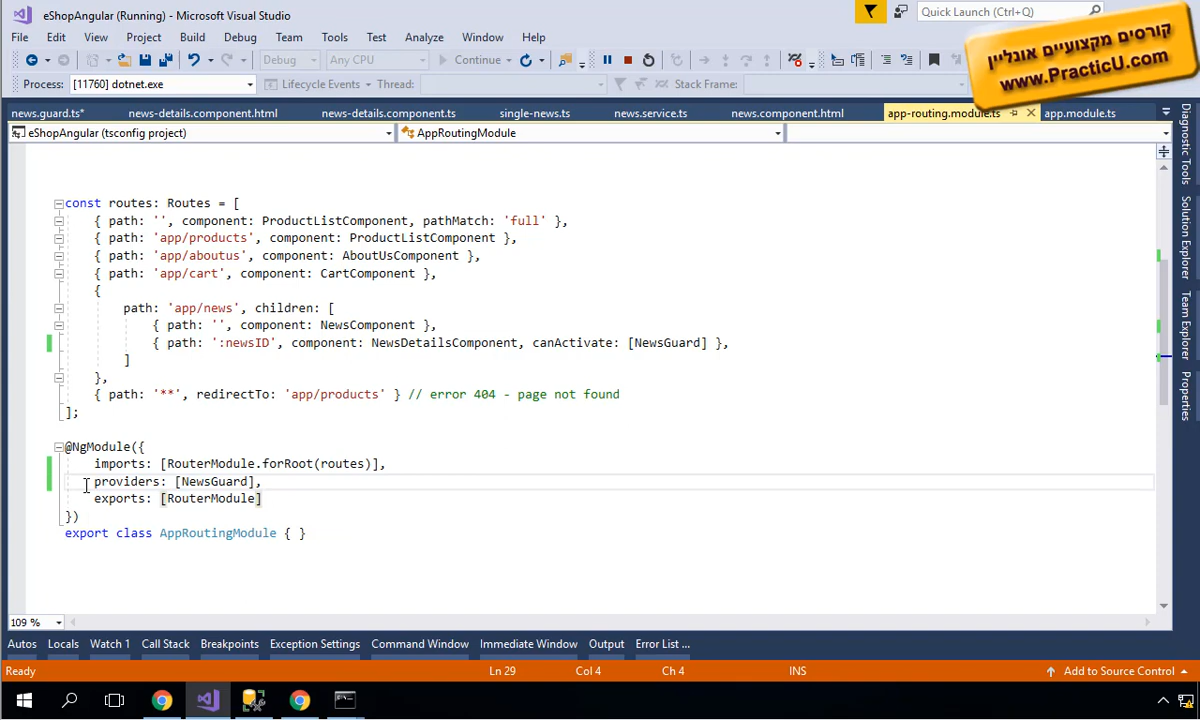 eShopAngular (Running) - Microsoft Visual Studio
Quick Launch (Ctrl+Q)
קורסים מקצועיים אונליין
www.PracticU.com
File Edit View Project Build Debug Team Tools Test Analyze Window Help
Debug Any CPU Continue
Process: [11760] dotnet.exe Lifecycle Events Thread: Stack Frame:
news.guard.ts* news-details.component.html news-details.component.ts single-news.ts news.service.ts news.component.html app-routing.module.ts app.module.ts
eShopAngular (tsconfig project) AppRoutingModule
const routes: Routes = [
{ path: '', component: ProductListComponent, pathMatch: 'full' },
{ path: 'app/products', component: ProductListComponent },
{ path: 'app/aboutus', component: AboutUsComponent },
{ path: 'app/cart', component: CartComponent },
{
path: 'app/news', children: [
{ path: '', component: NewsComponent },
{ path: ':newsID', component: NewsDetailsComponent, canActivate: [NewsGuard] },
]
},
{ path: '**', redirectTo: 'app/products' } // error 404 - page not found
];
@NgModule({
imports: [RouterModule.forRoot(routes)],
providers: [NewsGuard],
exports: [RouterModule]
})
export class AppRoutingModule { }
Diagnostic Tools
Solution Explorer
Team Explorer
Properties
109 %
Autos Locals Watch 1 Call Stack Breakpoints Exception Settings Command Window Immediate Window Output Error List ...
Ready Ln 29 Col 4 Ch 4 INS Add to Source Control